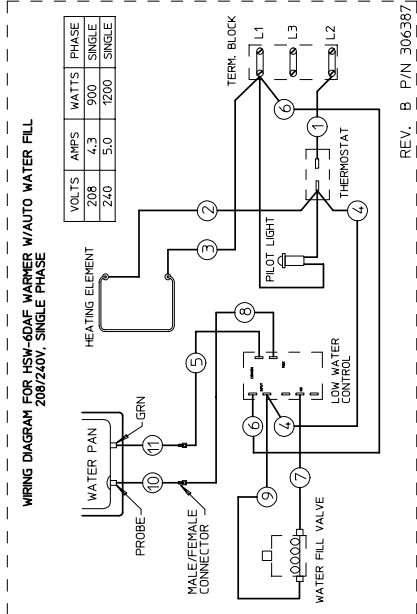 WIRING DIAGRAM FOR HSW-6DAF WARMER W/AUTO WATER FILL
208/240V, SINGLE PHASE
VOLTS AMPS WATTS PHASE
208 4.3 900 SINGLE
240 5.0 1200 SINGLE
WATER PAN
GRN
PROBE
11
10
MALE/FEMALE
CONNECTOR
HEATING ELEMENT
TERM. BLOCK
L1
L3
L2
2
3
6
1
5
8
PILOT LIGHT
THERMOSTAT
4
6
4
9
7
LOW WATER
CONTROL
WATER FILL VALVE
REV. B P/N 306387